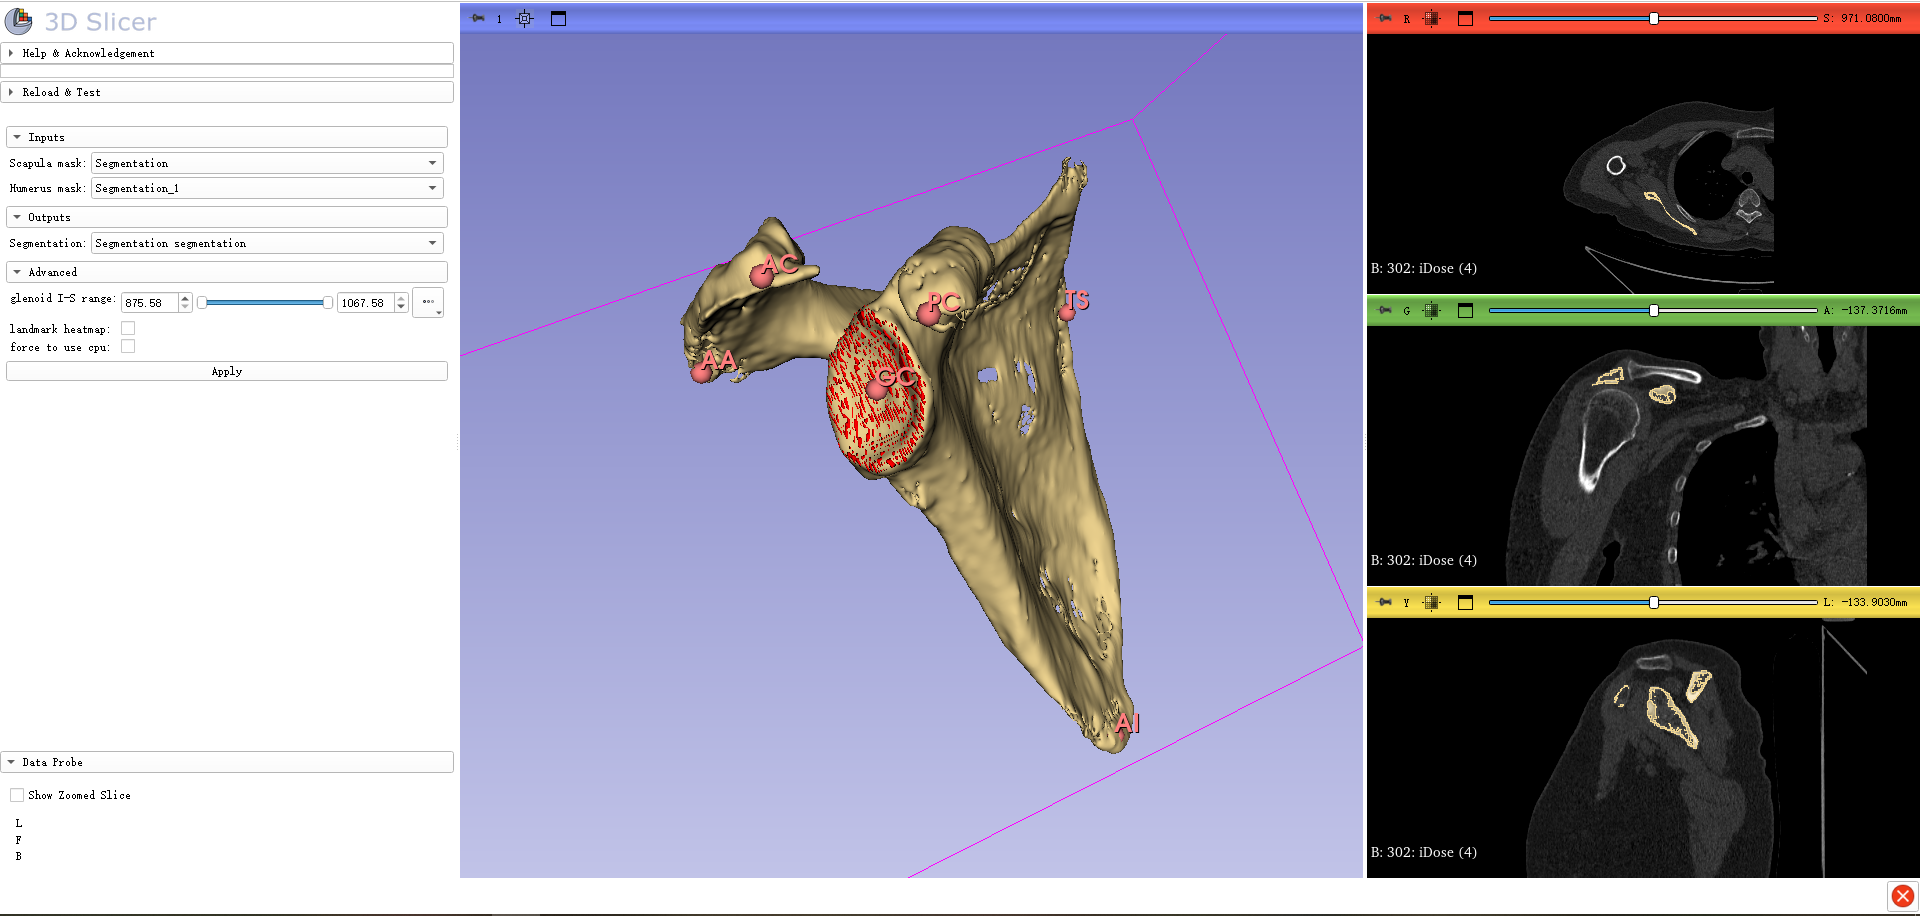 3D Slicer
Help & Acknowledgement
Reload & Test
Inputs
Scapula mask: Segmentation
Humerus mask: Segmentation_1
Outputs
Segmentation: Segmentation segmentation
Advanced
glenoid I-S range: 875.58 1067.58 •••
landmark heatmap:
force to use cpu:
Apply
Data Probe
Show Zoomed Slice
L
F
B
1
AC
PC
TS
AA
GC
AI
R S: 971.0800mm
B: 302: iDose (4)
G A: -137.3716mm
B: 302: iDose (4)
Y L: -133.9030mm
B: 302: iDose (4)